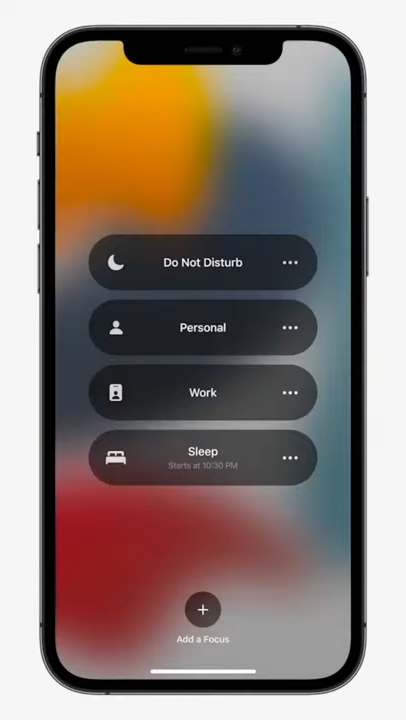 Do Not Disturb
Personal
Work
Sleep
Starts at 10:30 PM
Add a Focus